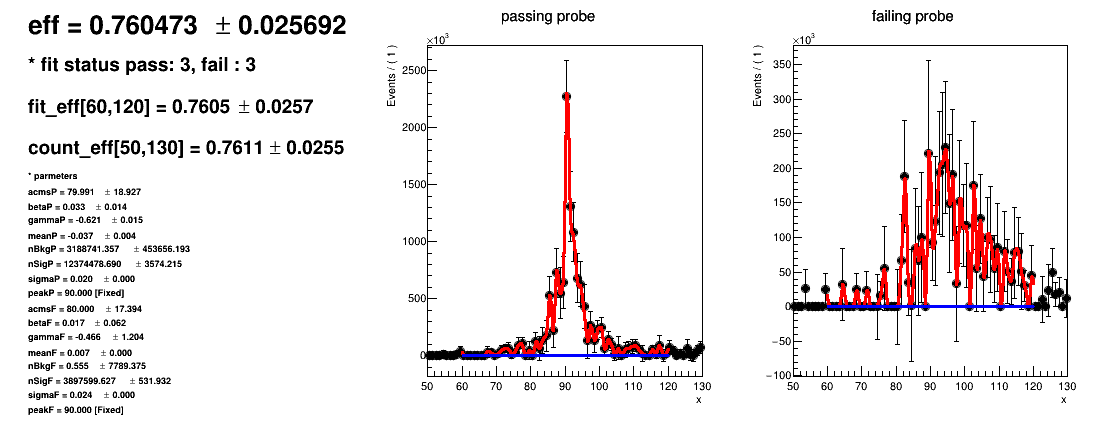 eff = 0.760473 ± 0.025692
* fit status pass: 3, fail : 3
fit_eff[60,120] = 0.7605 ± 0.0257
count_eff[50,130] = 0.7611 ± 0.0255
* parmeters
acmsP = 79.991 ± 18.927
betaP = 0.033 ± 0.014
gammaP = -0.621 ± 0.015
meanP = -0.037 ± 0.004
nBkgP = 3188741.357 ± 453656.193
nSigP = 12374478.690 ± 3574.215
sigmaP = 0.020 ± 0.000
peakP = 90.000 [Fixed]
acmsF = 80.000 ± 17.394
betaF = 0.017 ± 0.062
gammaF = -0.466 ± 1.204
meanF = 0.007 ± 0.000
nBkgF = 0.555 ± 7789.375
nSigF = 3897599.627 ± 531.932
sigmaF = 0.024 ± 0.000
peakF = 90.000 [Fixed]
passing probe
×10³
Events / ( 1 )
2500
2000
1500
1000
500
0
50 60 70 80 90 100 110 120 130
x
failing probe
×10³
Events / ( 1 )
350
300
250
200
150
100
50
0
−50
−100
50 60 70 80 90 100 110 120 130
x